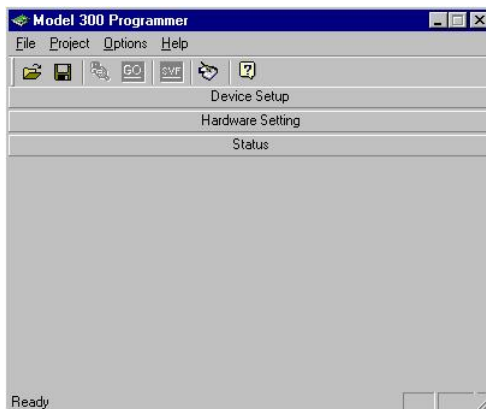 Model 300 Programmer
File Project Options Help
GO SVF
Device Setup
Hardware Setting
Status
Ready